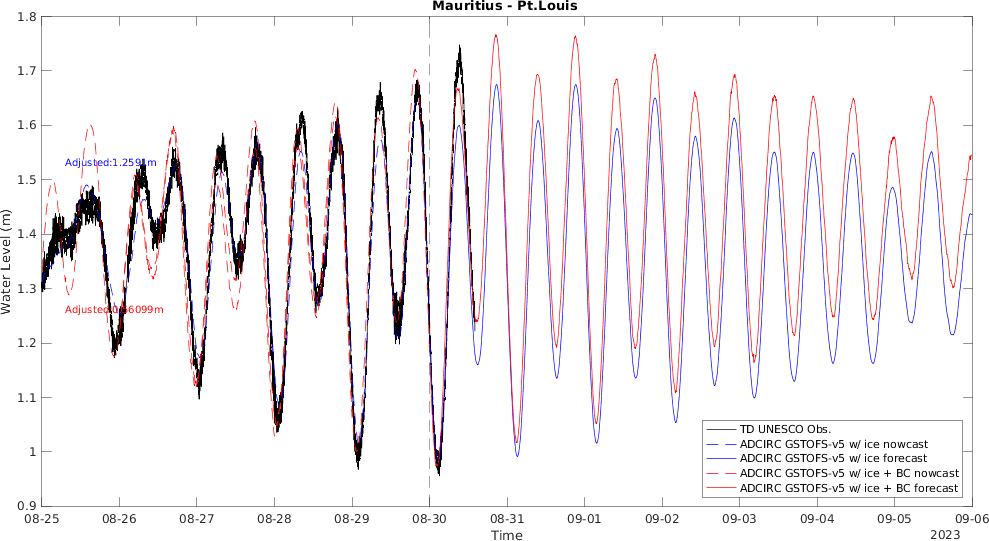 Mauritius - Pt.Louis
1.8
1.7
1.6
1.5
1.4
1.3
1.2
1.1
1
0.9
Water Level (m)
Adjusted:1.2591m
Adjusted:0.66099m
TD UNESCO Obs.
ADCIRC GSTOFS-v5 w/ ice nowcast
ADCIRC GSTOFS-v5 w/ ice forecast
ADCIRC GSTOFS-v5 w/ ice + BC nowcast
ADCIRC GSTOFS-v5 w/ ice + BC forecast
08-25 08-26 08-27 08-28 08-29 08-30 08-31 09-01 09-02 09-03 09-04 09-05 09-06
Time
2023